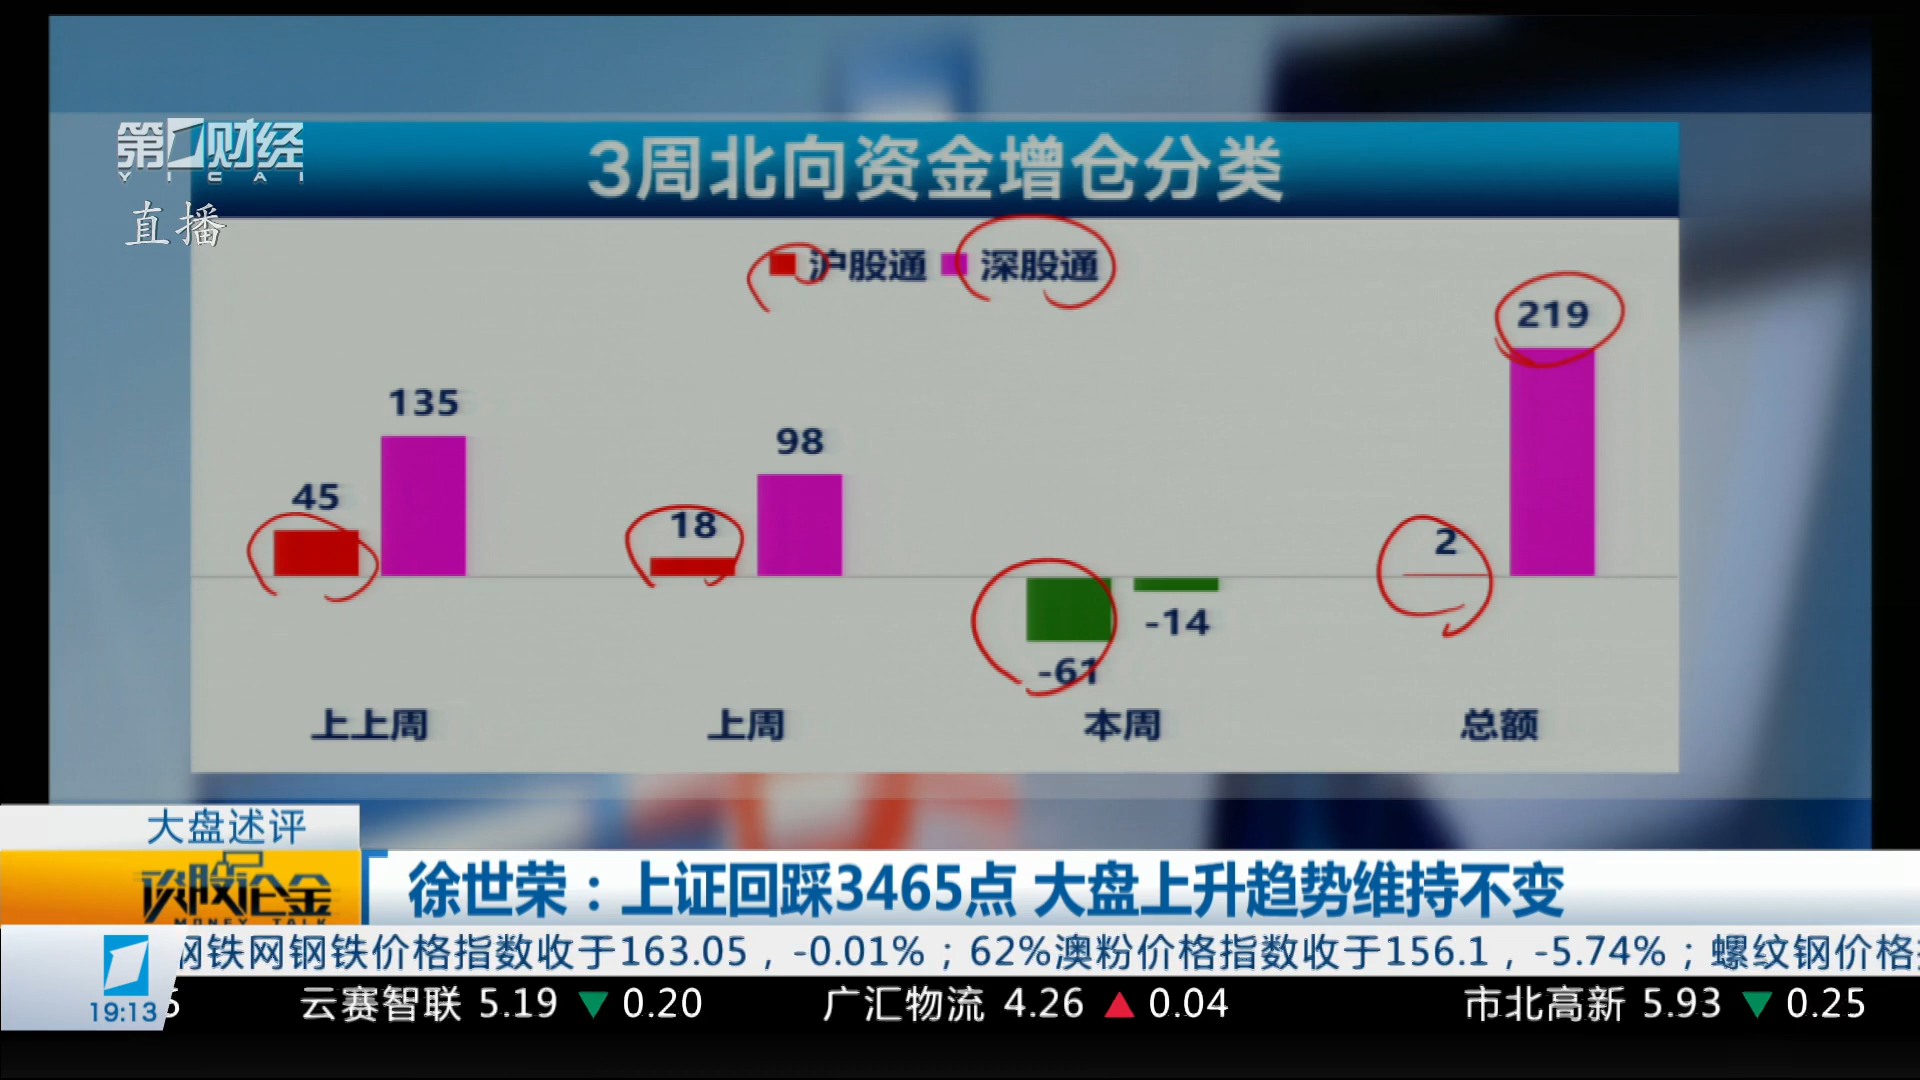 第1财经
YICAI
直播
3周北向资金增仓分类
沪股通 深股通
219
135
98
45
18
2
-14
-61
上上周 上周 本周 总额
大盘述评
谈股论金
MONEY TALK
徐世荣：上证回踩3465点 大盘上升趋势维持不变
钢铁网钢铁价格指数收于163.05，-0.01%；62%澳粉价格指数收于156.1，-5.74%；螺纹钢价格
19:13
云赛智联 5.19 ▼ 0.20 广汇物流 4.26 ▲ 0.04 市北高新 5.93 ▼ 0.25